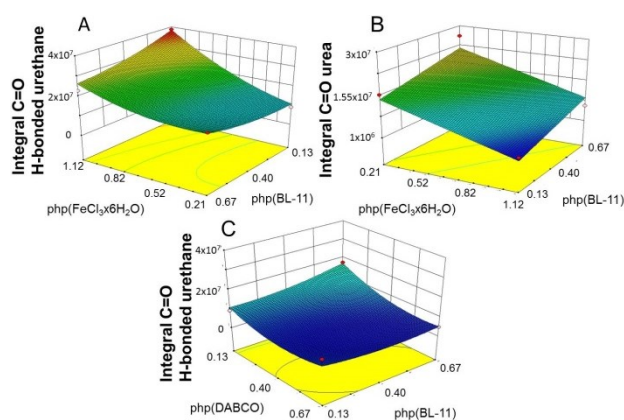 A
Integral C=O
H-bonded urethane
4x10⁷
2x10⁷
0
1.12
0.82
0.52
0.21
php(FeCl₃x6H₂O)
0.67
0.40
0.13
php(BL-11)
B
Integral C=O urea
3x10⁷
1.55x10⁷
1x10⁶
0.21
0.52
0.82
1.12
php(FeCl₃x6H₂O)
0.13
0.40
0.67
php(BL-11)
C
Integral C=O
H-bonded urethane
4x10⁷
2x10⁷
0
0.13
0.40
0.67
php(DABCO)
0.13
0.40
0.67
php(BL-11)